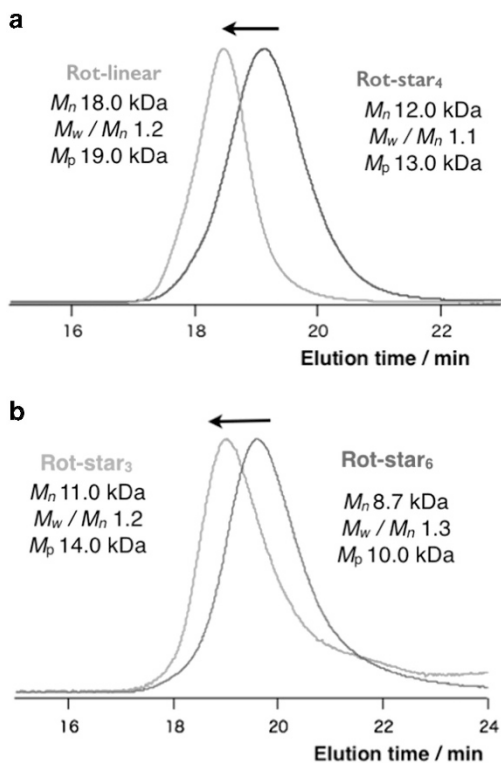 a
Rot-linear
Mn 18.0 kDa
Mw / Mn 1.2
Mp 19.0 kDa
Rot-star4
Mn 12.0 kDa
Mw / Mn 1.1
Mp 13.0 kDa
16 18 20 22
Elution time / min
b
Rot-star3
Mn 11.0 kDa
Mw / Mn 1.2
Mp 14.0 kDa
Rot-star6
Mn 8.7 kDa
Mw / Mn 1.3
Mp 10.0 kDa
16 18 20 22 24
Elution time / min